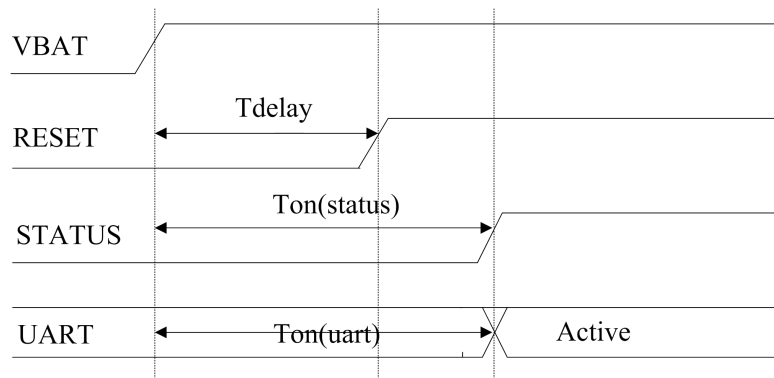 VBAT
Tdelay
RESET
Ton(status)
STATUS
UART
Ton(uart)
Active